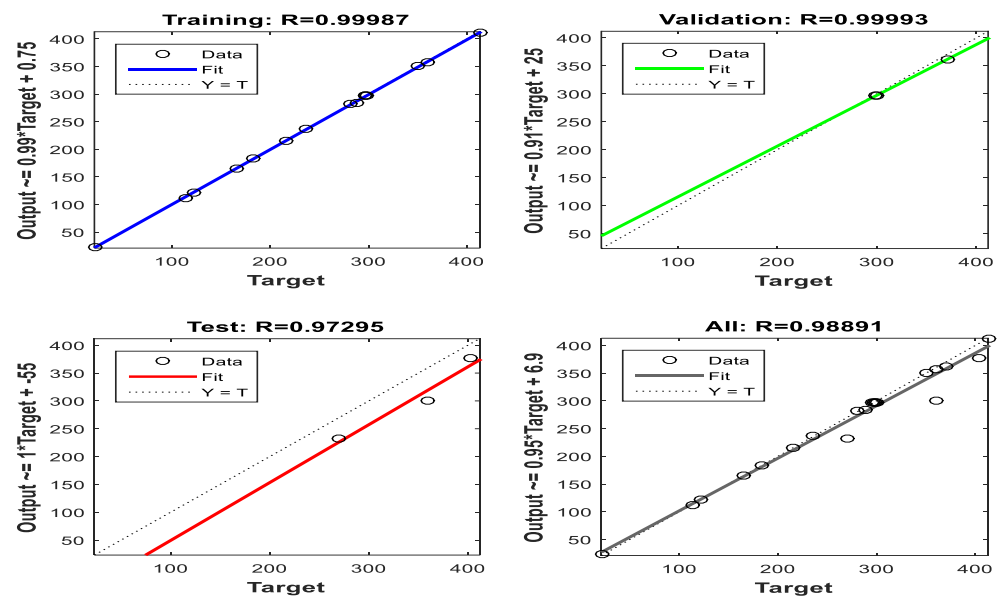 Training: R=0.99987
Output ~= 0.99*Target + 0.75
400
350
300
250
200
150
100
50
Data
Fit
Y = T
100 200 300 400
Target
Validation: R=0.99993
Output ~= 0.91*Target + 25
400
350
300
250
200
150
100
50
Data
Fit
Y = T
100 200 300 400
Target
Test: R=0.97295
Output ~= 1*Target + -55
400
350
300
250
200
150
100
50
Data
Fit
Y = T
100 200 300 400
Target
All: R=0.98891
Output ~= 0.95*Target + 6.9
400
350
300
250
200
150
100
50
Data
Fit
Y = T
100 200 300 400
Target